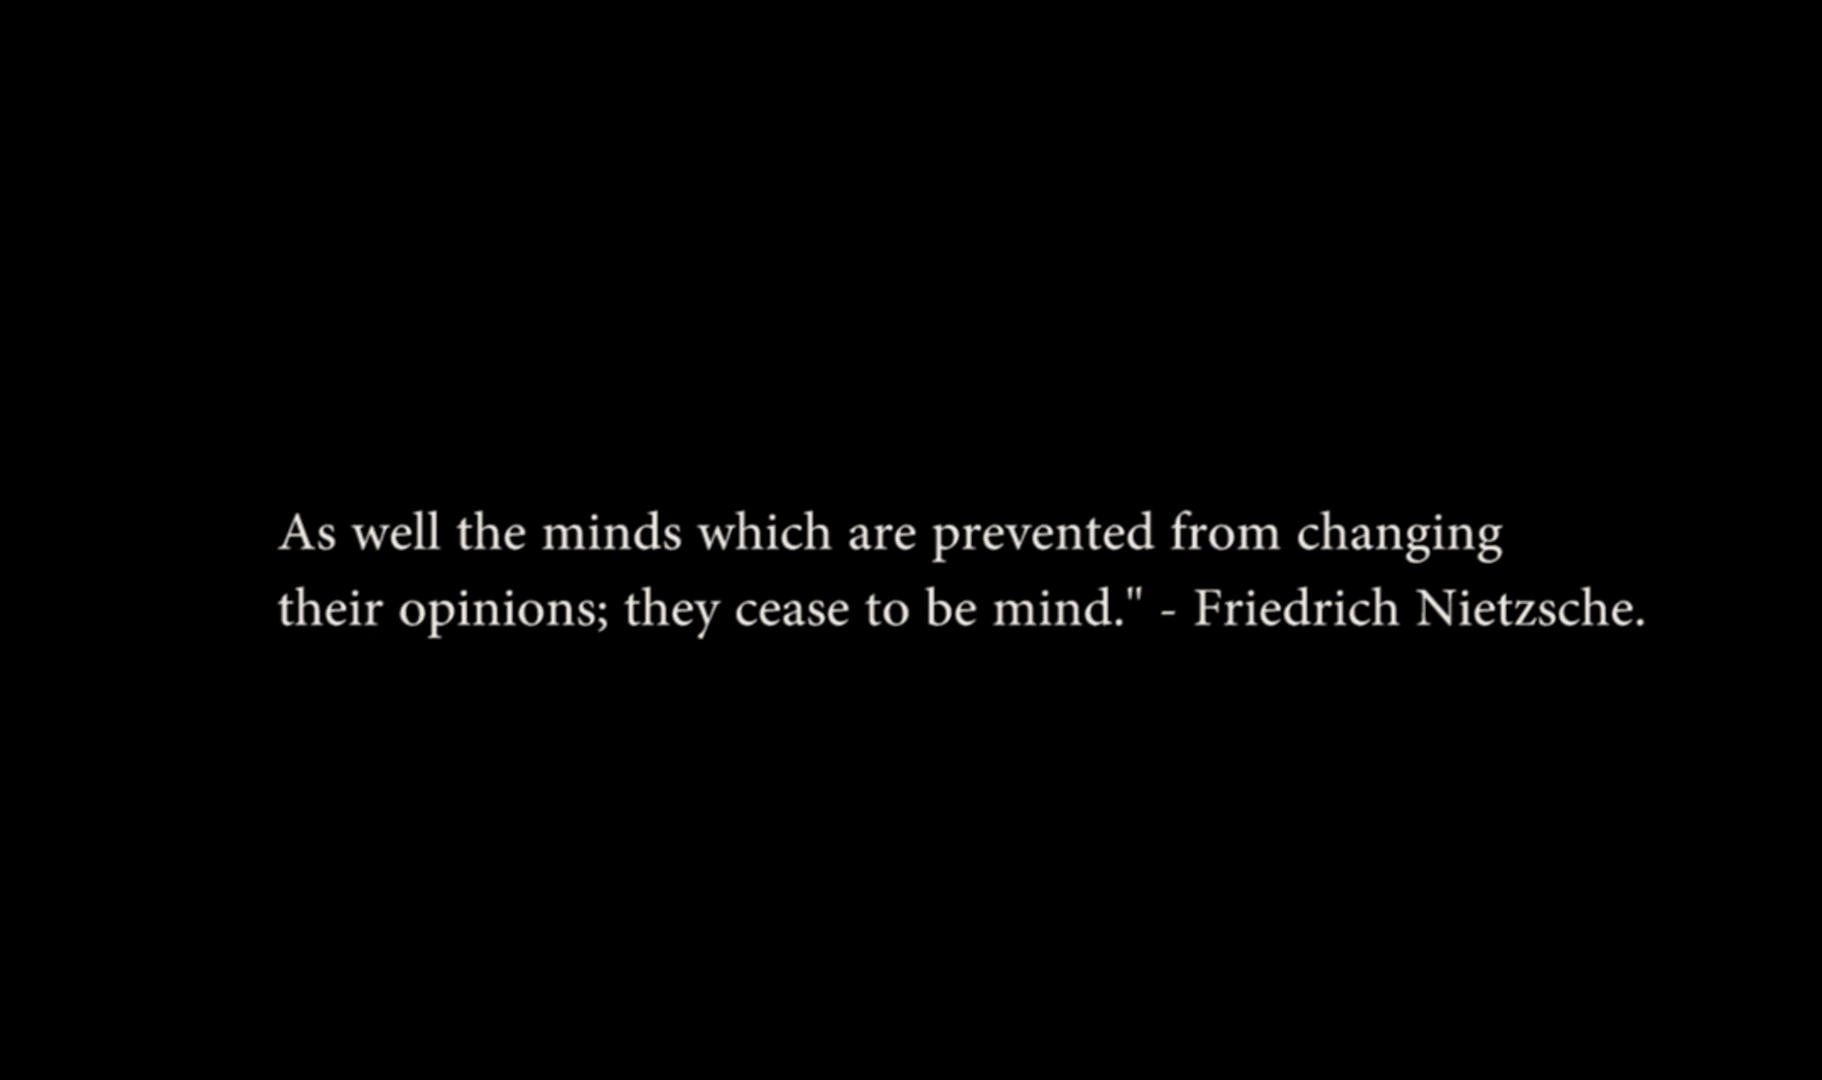 As well the minds which are prevented from changing
their opinions; they cease to be mind." - Friedrich Nietzsche.